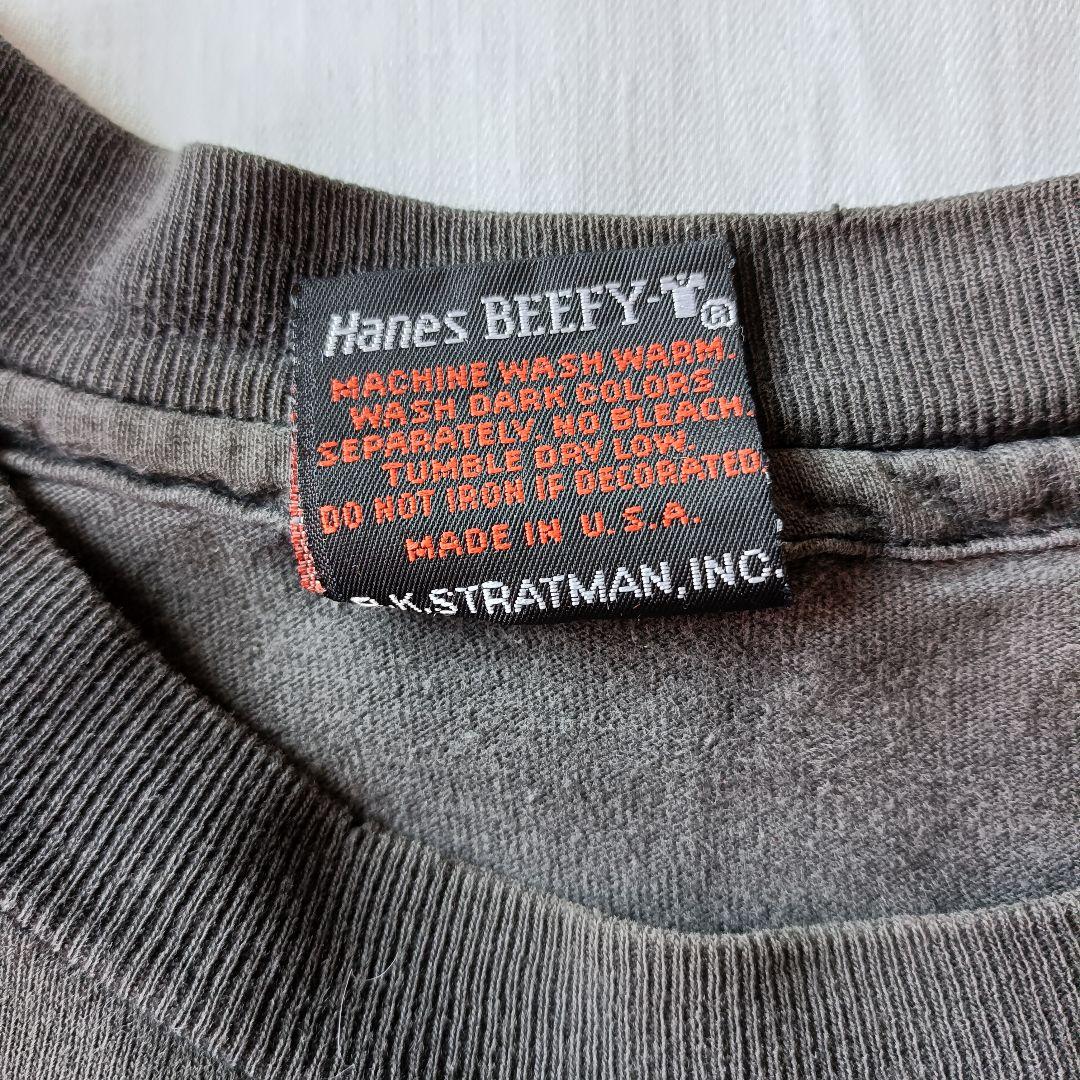 Hanes BEEFY-T®
MACHINE WASH WARM.
WASH DARK COLORS
SEPARATELY. NO BLEACH.
TUMBLE DRY LOW.
DO NOT IRON IF DECORATED.
MADE IN U.S.A.
R.K.STRATMAN,INC.